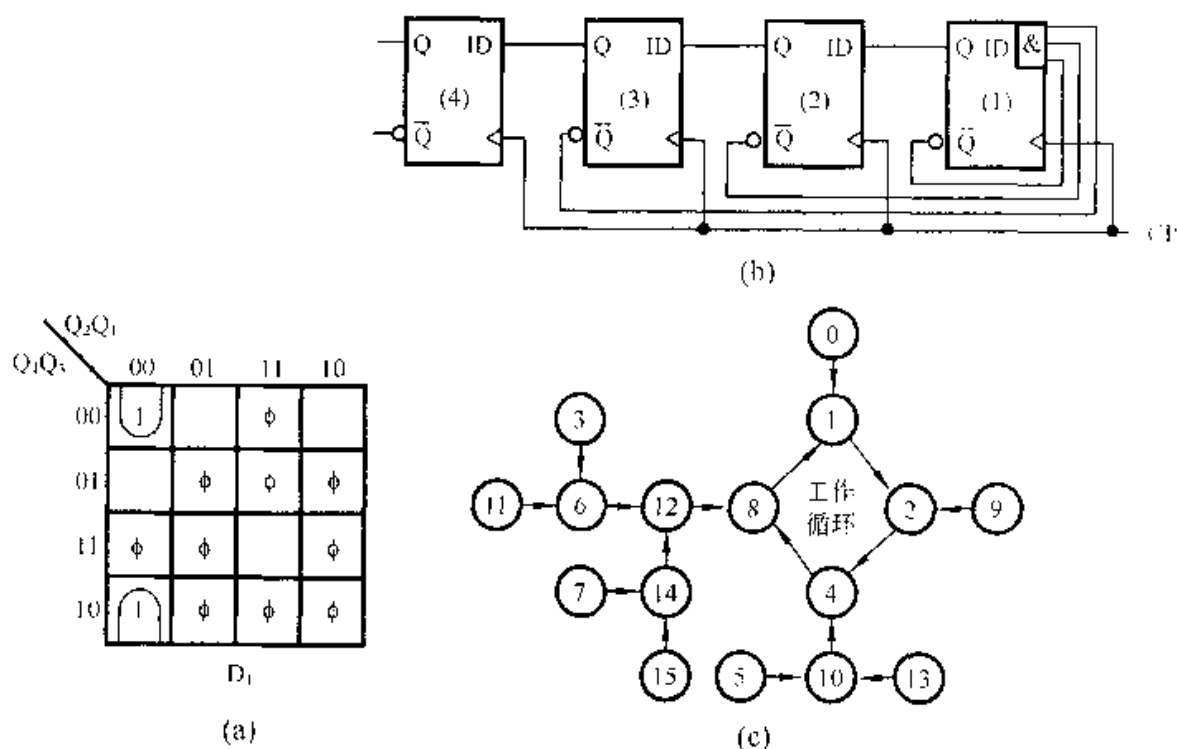 Q ID Q ID Q ID Q ID &
(4) (3) (2) (1)
Q̅ Q̅ Q̅ Q̅
CP
(b)
Q₂Q₁
Q₄Q₃ 00 01 11 10
00 1 ϕ
01 ϕ ϕ ϕ
11 ϕ ϕ ϕ
10 1 ϕ ϕ ϕ
D₁
(a)
0
3 1
11 6 12 8 工作 2 9
循环
7 14 4
15 5 10 13
(c)